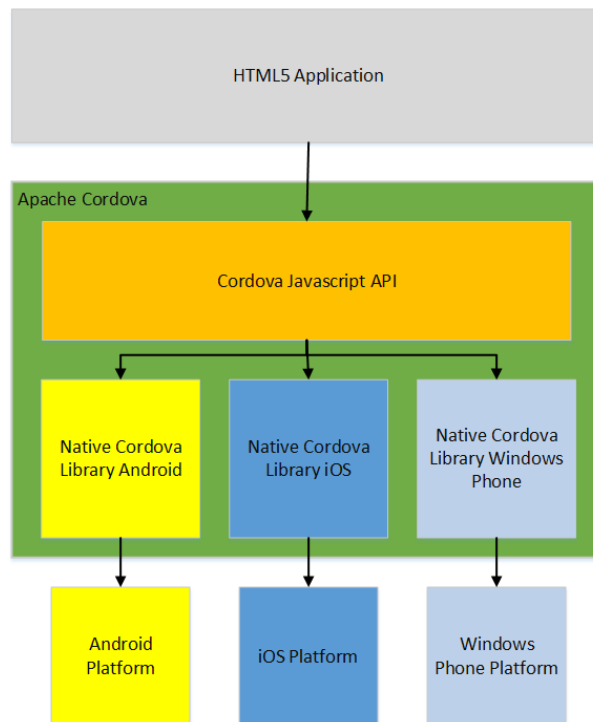 HTML5 Application
Apache Cordova
Cordova Javascript API
Native Cordova
Library Android
Native Cordova
Library iOS
Native Cordova
Library Windows
Phone
Android
Platform
iOS Platform
Windows
Phone Platform